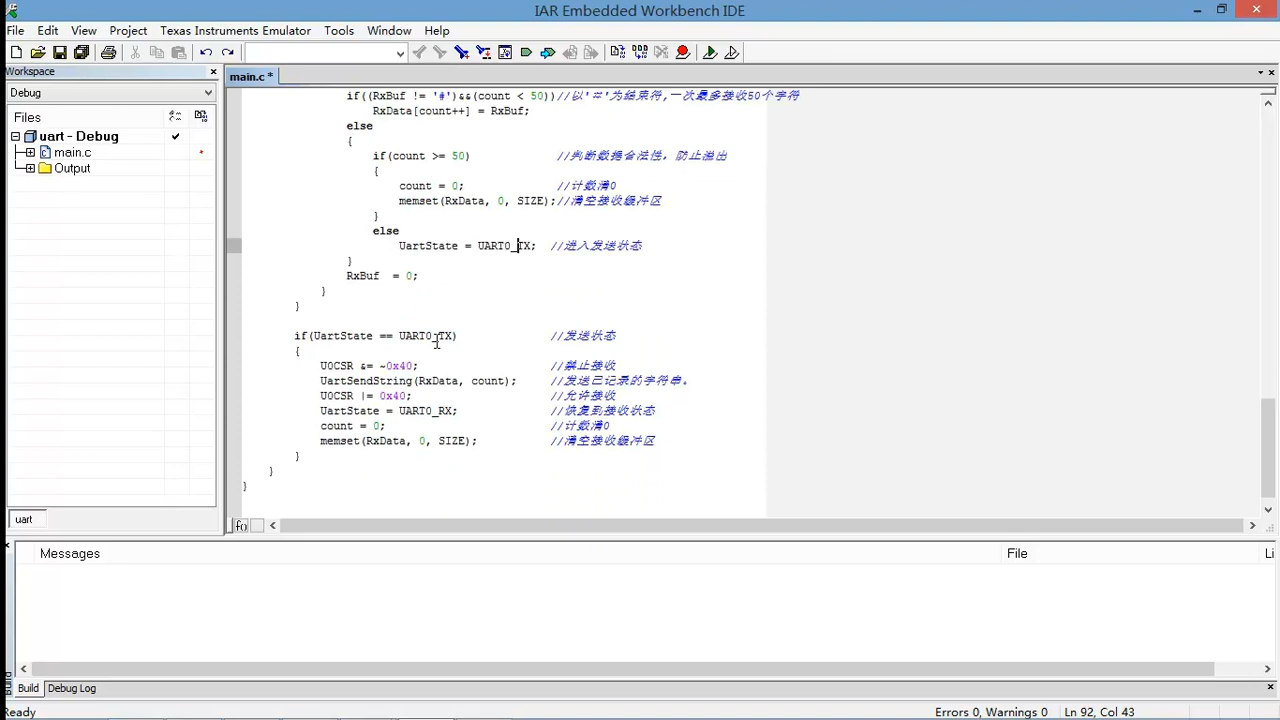 IAR Embedded Workbench IDE
File Edit View Project Texas Instruments Emulator Tools Window Help
Workspace
main.c *
Debug
Files
uart - Debug
main.c
Output
uart
if((RxBuf != '#')&&(count < 50))//以'#'为结束符,一次最多接收50个字符
RxData[count++] = RxBuf;
else
{
if(count >= 50) //判断数据合法性，防止溢出
{
count = 0; //计数清0
memset(RxData, 0, SIZE);//清空接收缓冲区
}
else
UartState = UART0_TX; //进入发送状态
}
RxBuf = 0;
}
}
if(UartState == UART0_TX) //发送状态
{
U0CSR &= ~0x40; //禁止接收
UartSendString(RxData, count); //发送已记录的字符串。
U0CSR |= 0x40; //允许接收
UartState = UART0_RX; //恢复到接收状态
count = 0; //计数清0
memset(RxData, 0, SIZE); //清空接收缓冲区
}
}
}
f()
Messages File Li
Build
Build Debug Log
Ready Errors 0, Warnings 0 Ln 92, Col 43